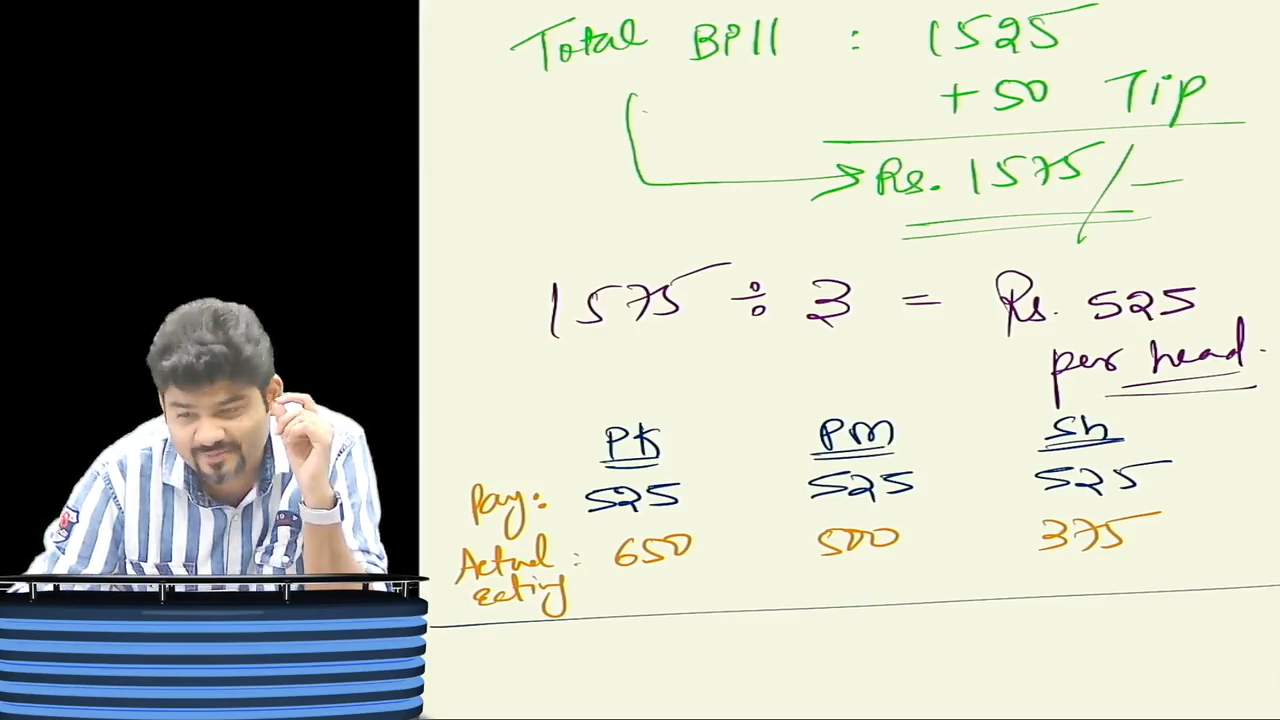 Total Bill : 1525
+ 50 Tip
Rs. 1575/-
1575 ÷ 3 = Rs. 525
per head.
PK PM Sh
Pay: 525 525 525
Actual eating : 650 500 375